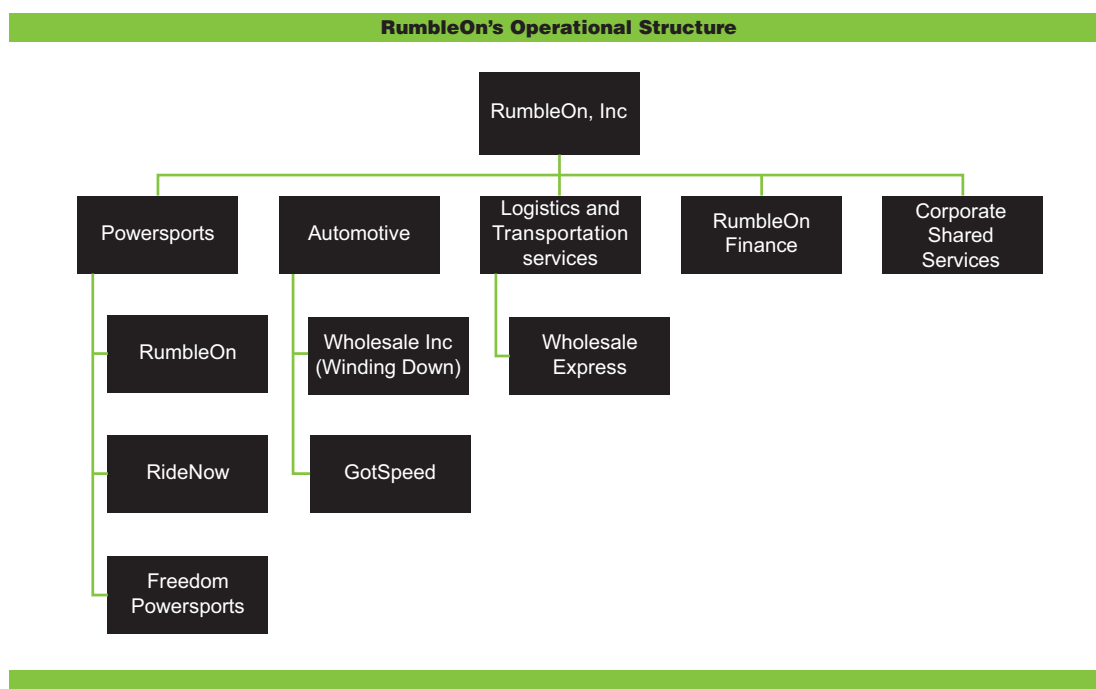 RumbleOn’s Operational Structure
RumbleOn, Inc
Powersports
Automotive
Logistics and
Transportation
services
RumbleOn
Finance
Corporate
Shared
Services
RumbleOn
Wholesale Inc
(Winding Down)
Wholesale
Express
RideNow
GotSpeed
Freedom
Powersports